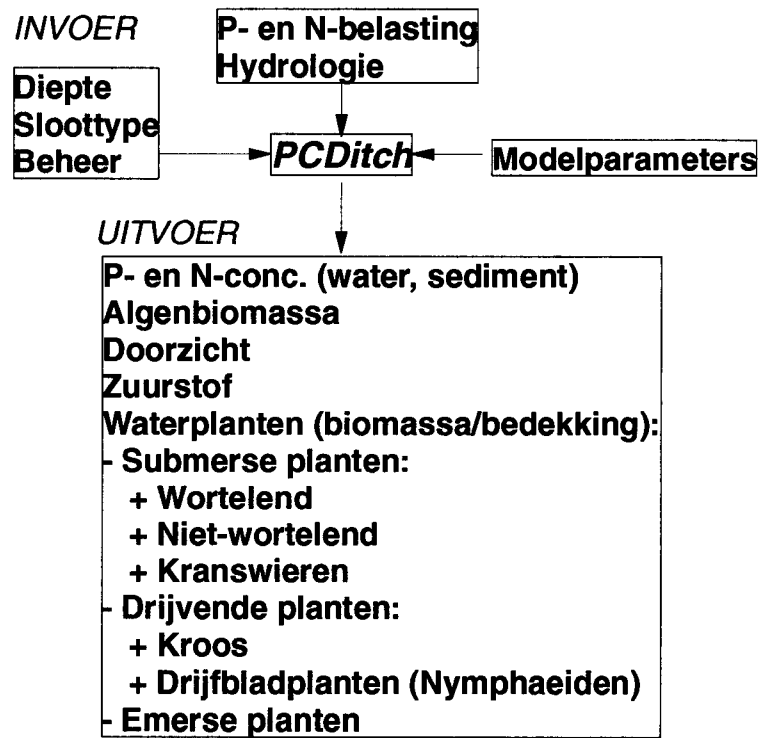 INVOER
P- en N-belasting
Hydrologie
Diepte
Sloottype
Beheer
PCDitch
Modelparameters
UITVOER
P- en N-conc. (water, sediment)
Algenbiomassa
Doorzicht
Zuurstof
Waterplanten (biomassa/bedekking):
- Submerse planten:
+ Wortelend
+ Niet-wortelend
+ Kranswieren
- Drijvende planten:
+ Kroos
+ Drijfbladplanten (Nymphaeiden)
- Emerse planten